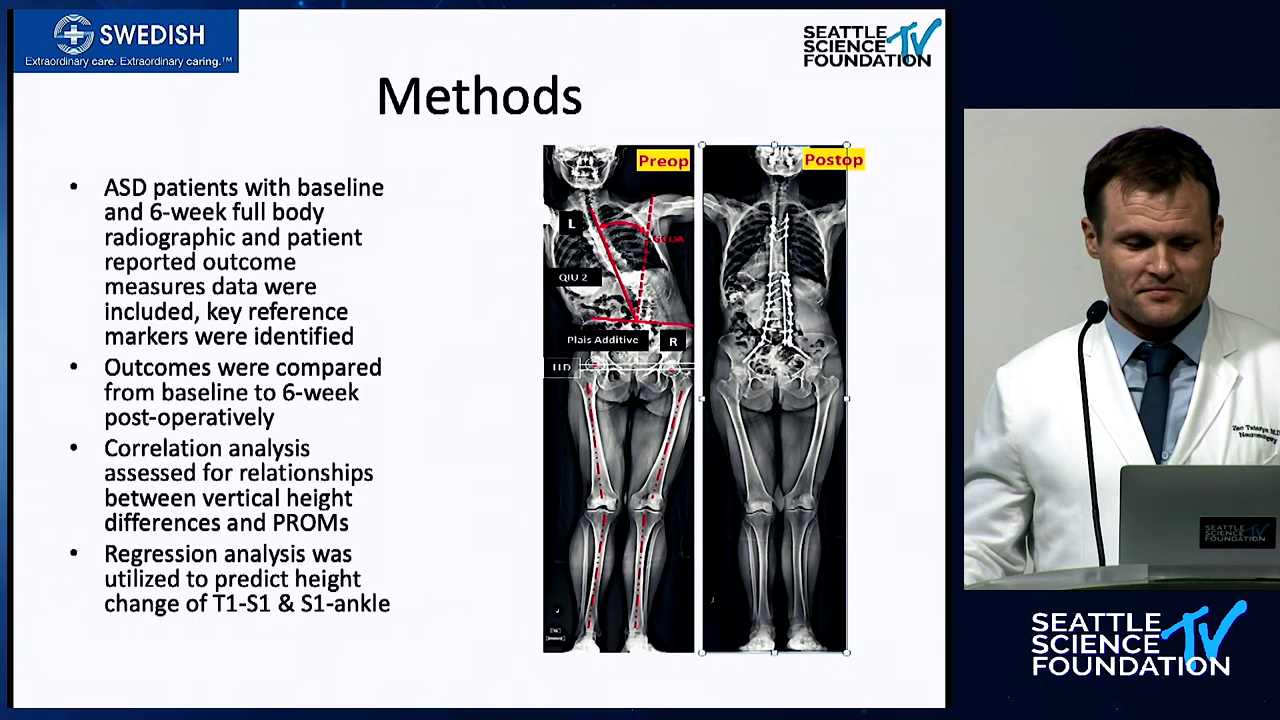 SWEDISH
Extraordinary care. Extraordinary caring.™
SEATTLE
SCIENCE TV
FOUNDATION
Methods
• ASD patients with baseline
and 6-week full body
radiographic and patient
reported outcome
measures data were
included, key reference
markers were identified
• Outcomes were compared
from baseline to 6-week
post-operatively
• Correlation analysis
assessed for relationships
between vertical height
differences and PROMs
• Regression analysis was
utilized to predict height
change of T1-S1 & S1-ankle
Preop
L
QIU 2
Plais Additive
R
LLD
Postop
Neurosurgery
SEATTLE
SCIENCE
FOUNDATION
SEATTLE
SCIENCE TV
FOUNDATION